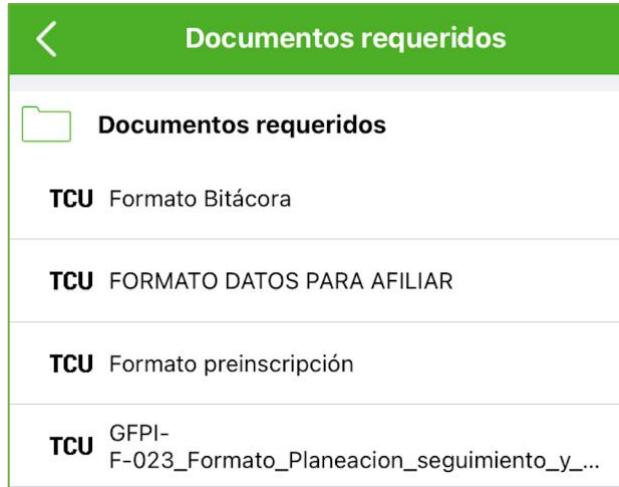 Documentos requeridos
Documentos requeridos
TCU Formato Bitácora
TCU FORMATO DATOS PARA AFILIAR
TCU Formato preinscripción
TCU GFPI-
F-023_Formato_Planeacion_seguimiento_y_...